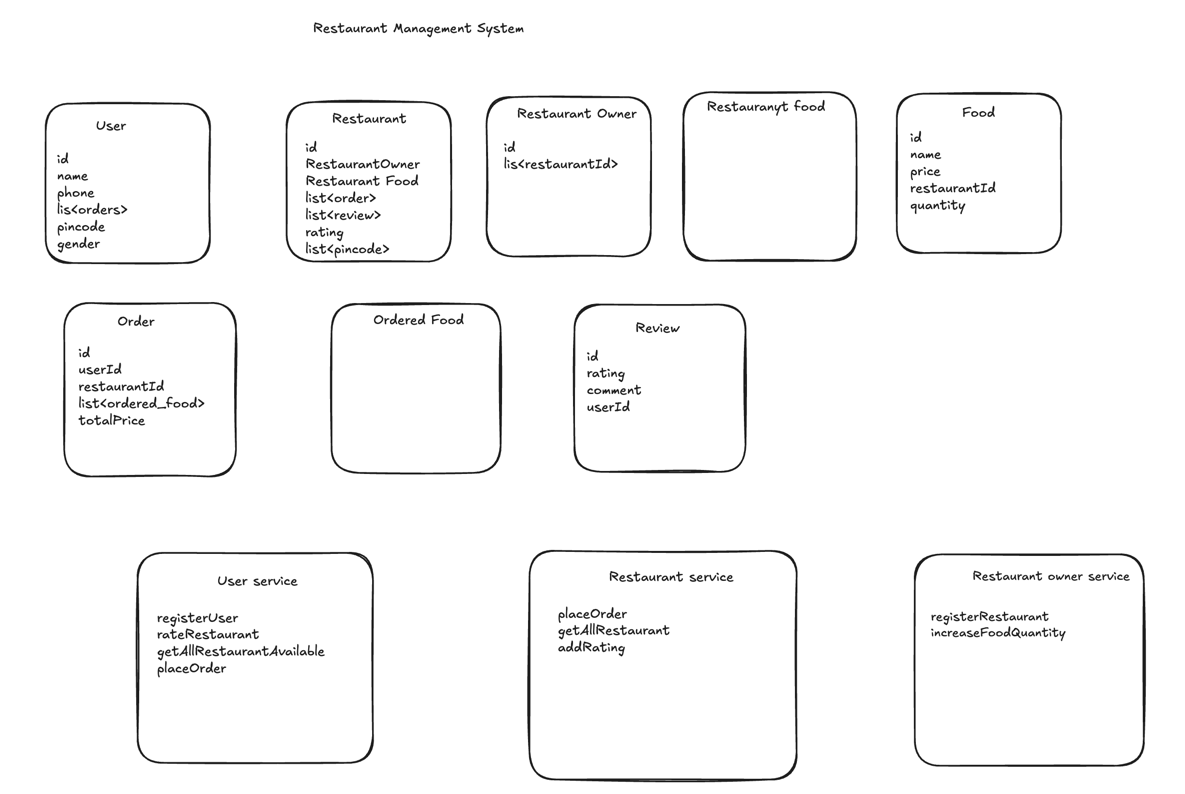 Restaurant Management System
User
id
name
phone
lis<orders>
pincode
gender
Restaurant
id
RestaurantOwner
Restaurant Food
list<order>
list<review>
rating
list<pincode>
Restaurant Owner
id
lis<restaurantId>
Restauranyt food
Food
id
name
price
restaurantId
quantity
Order
id
userId
restaurantId
list<ordered_food>
totalPrice
Ordered Food
Review
id
rating
comment
userId
User service
registerUser
rateRestaurant
getAllRestaurantAvailable
placeOrder
Restaurant service
placeOrder
getAllRestaurant
addRating
Restaurant owner service
registerRestaurant
increaseFoodQuantity